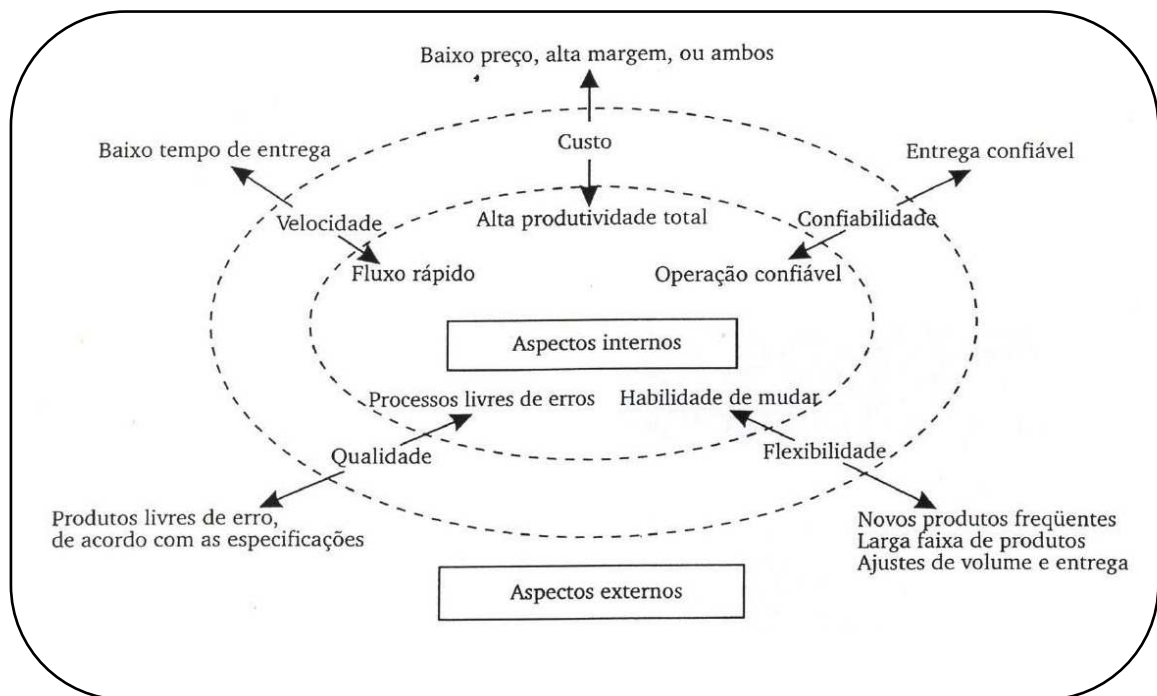 Baixo preço, alta margem, ou ambos
Custo
Baixo tempo de entrega
Entrega confiável
Velocidade
Alta produtividade total
Confiabilidade
Fluxo rápido
Operação confiável
Aspectos internos
Processos livres de erros
Habilidade de mudar
Qualidade
Flexibilidade
Produtos livres de erro,
de acordo com as especificações
Novos produtos freqüentes
Larga faixa de produtos
Ajustes de volume e entrega
Aspectos externos